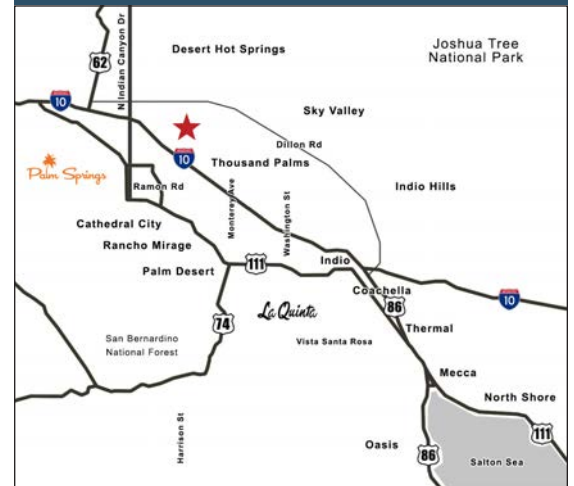 Desert Hot Springs
Joshua Tree
National Park
62
N Indian Canyon Dr
10
Sky Valley
Dillon Rd
10
Thousand Palms
Palm Springs
Ramon Rd
Indio Hills
Monterey Ave
Washington St
Cathedral City
Rancho Mirage
Palm Desert
111
Indio
Coachella
10
86
La Quinta
74
Thermal
San Bernardino
National Forest
Vista Santa Rosa
Mecca
North Shore
Harrison St
111
Oasis
86
Salton Sea